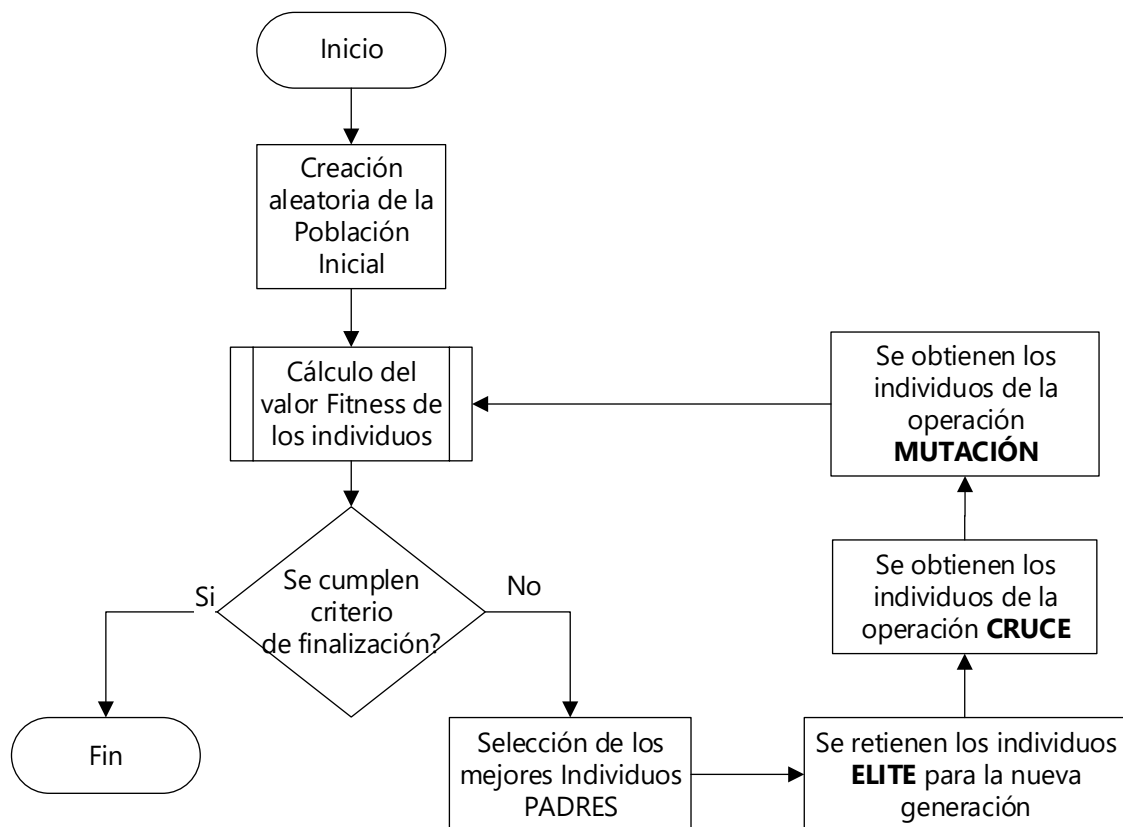 Inicio
Creación
aleatoria de la
Población
Inicial
Cálculo del
valor Fitness de
los individuos
Se cumplen
criterio
de finalización?
Si
No
Fin
Selección de los
mejores Individuos
PADRES
Se retienen los individuos
ELITE para la nueva
generación
Se obtienen los
individuos de la
operación CRUCE
Se obtienen los
individuos de la
operación
MUTACIÓN